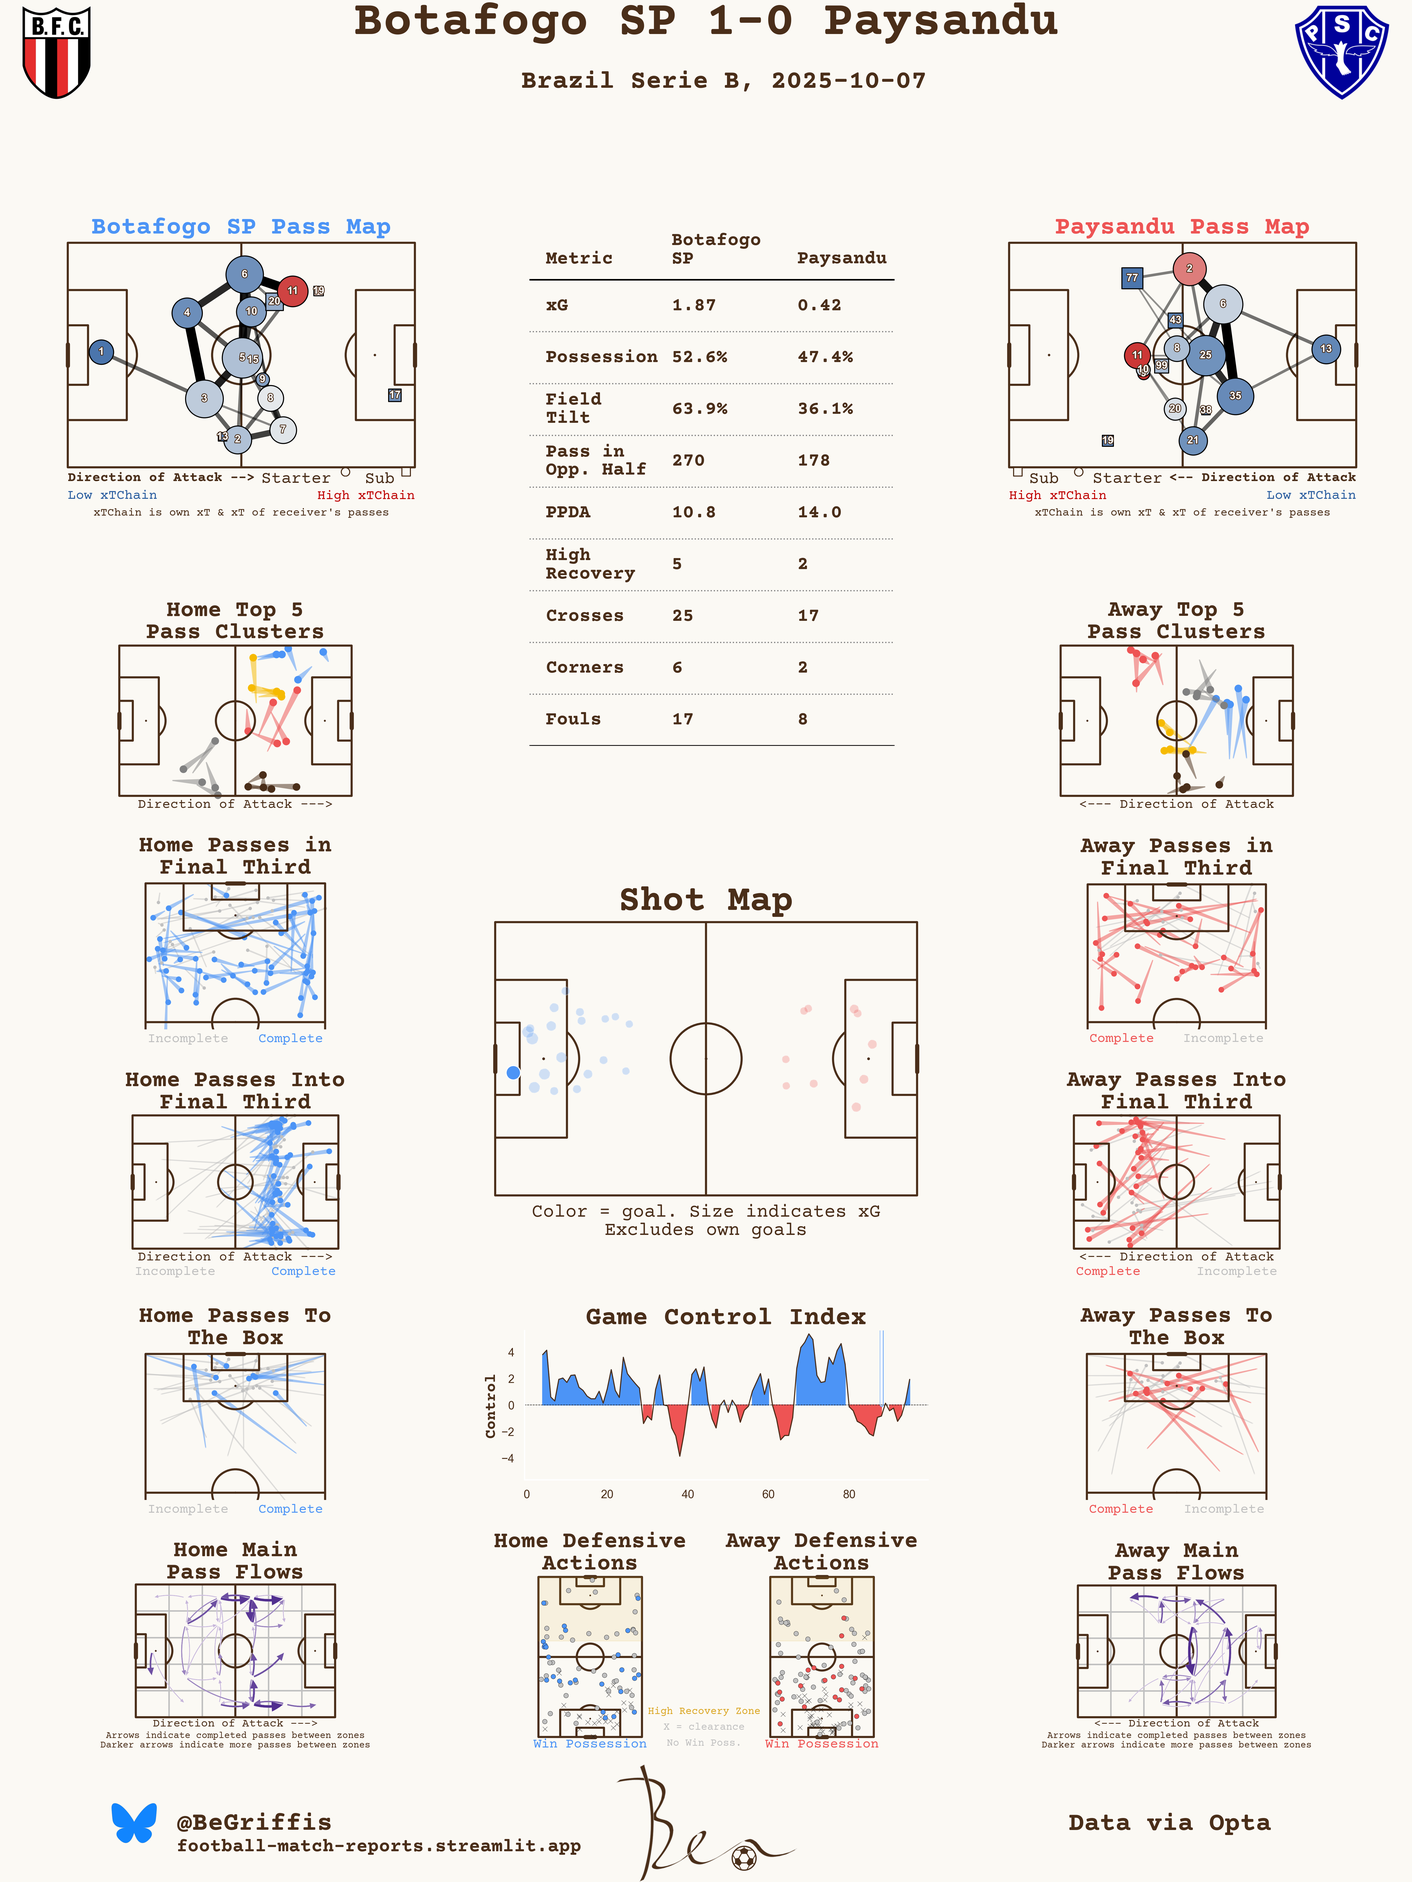 Botafogo SP 1-0 Paysandu
Brazil Serie B, 2025-10-07
B.F.C.
PSC
Botafogo SP Pass Map
6
11
19
20
10
4
1
5
15
9
3
8
17
7
13
2
Direction of Attack --> Starter Sub
Low xTChain High xTChain
xTChain is own xT & xT of receiver's passes
Metric Botafogo SP Paysandu
xG 1.87 0.42
Possession 52.6% 47.4%
Field Tilt 63.9% 36.1%
Pass in Opp. Half 270 178
PPDA 10.8 14.0
High Recovery 5 2
Crosses 25 17
Corners 6 2
Fouls 17 8
Paysandu Pass Map
2
77
6
43
8
11
25
13
10
99
35
20
38
21
19
Sub Starter <-- Direction of Attack
High xTChain Low xTChain
xTChain is own xT & xT of receiver's passes
Home Top 5
Pass Clusters
Direction of Attack --->
Away Top 5
Pass Clusters
<--- Direction of Attack
Home Passes in
Final Third
Incomplete Complete
Away Passes in
Final Third
Complete Incomplete
Shot Map
Color = goal. Size indicates xG
Excludes own goals
Home Passes Into
Final Third
Direction of Attack --->
Incomplete Complete
Away Passes Into
Final Third
<--- Direction of Attack
Complete Incomplete
Home Passes To
The Box
Incomplete Complete
Game Control Index
Control
4
2
0
−2
−4
0 20 40 60 80
Away Passes To
The Box
Complete Incomplete
Home Main
Pass Flows
Direction of Attack --->
Arrows indicate completed passes between zones
Darker arrows indicate more passes between zones
Home Defensive
Actions
Win Possession
Away Defensive
Actions
Win Possession
High Recovery Zone
X = clearance
No Win Poss.
Away Main
Pass Flows
<--- Direction of Attack
Arrows indicate completed passes between zones
Darker arrows indicate more passes between zones
@BeGriffis
football-match-reports.streamlit.app
Ben
Data via Opta